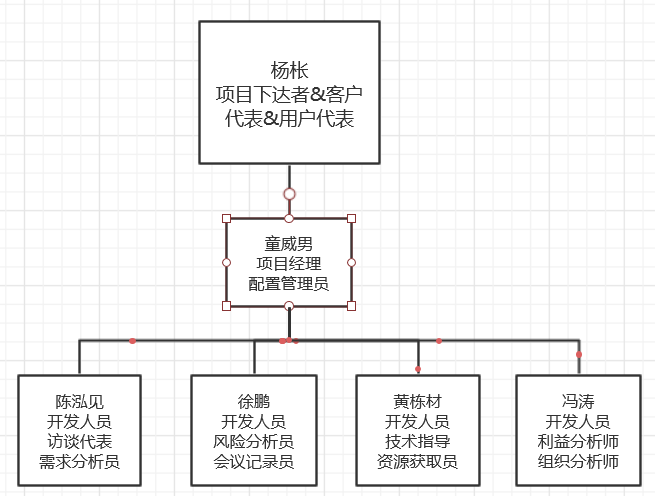 杨枨
项目下达者&客户
代表&用户代表
童威男
项目经理
配置管理员
陈泓见
开发人员
访谈代表
需求分析员
徐鹏
开发人员
风险分析员
会议记录员
黄栋材
开发人员
技术指导
资源获取员
冯涛
开发人员
利益分析师
组织分析师